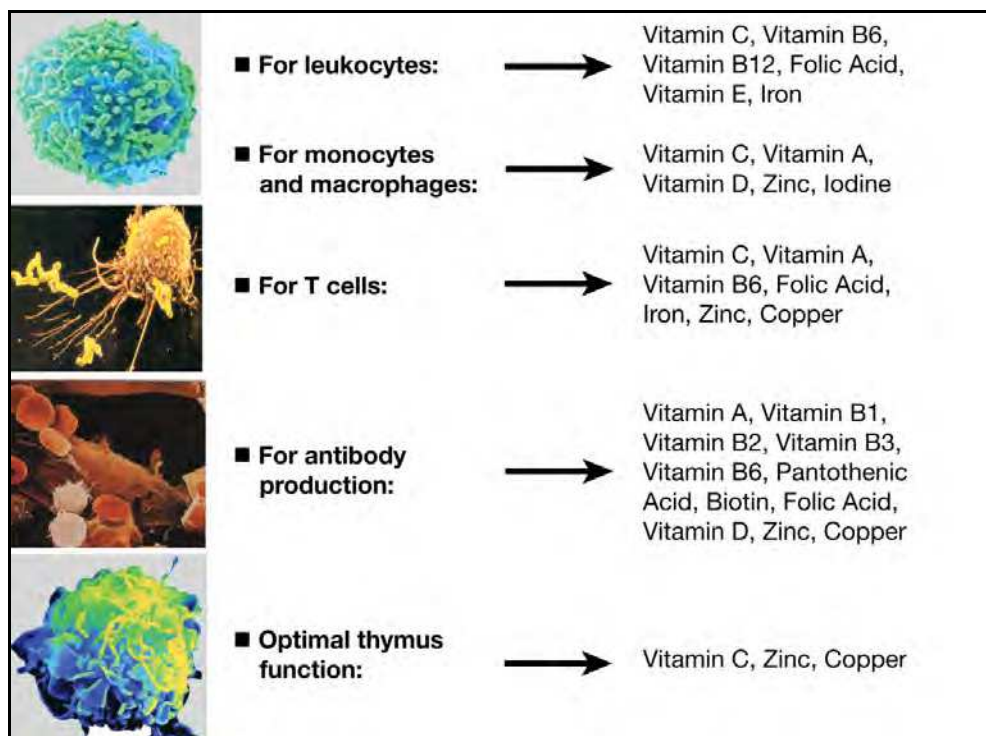 ■ For leukocytes:
Vitamin C, Vitamin B6,
Vitamin B12, Folic Acid,
Vitamin E, Iron
■ For monocytes
and macrophages:
Vitamin C, Vitamin A,
Vitamin D, Zinc, Iodine
■ For T cells:
Vitamin C, Vitamin A,
Vitamin B6, Folic Acid,
Iron, Zinc, Copper
■ For antibody
production:
Vitamin A, Vitamin B1,
Vitamin B2, Vitamin B3,
Vitamin B6, Pantothenic
Acid, Biotin, Folic Acid,
Vitamin D, Zinc, Copper
■ Optimal thymus
function:
Vitamin C, Zinc, Copper